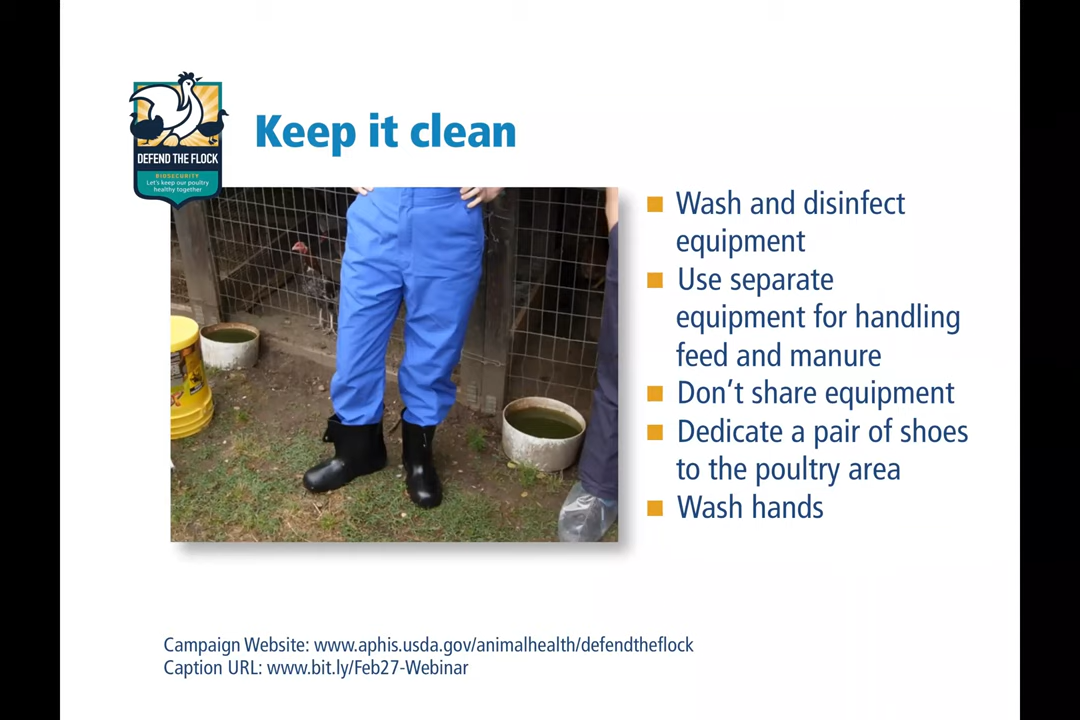 DEFEND THE FLOCK
BIOSECURITY
Let's keep our poultry
healthy together
Keep it clean
Wash and disinfect
equipment
Use separate
equipment for handling
feed and manure
Don't share equipment
Dedicate a pair of shoes
to the poultry area
Wash hands
Campaign Website: www.aphis.usda.gov/animalhealth/defendtheflock
Caption URL: www.bit.ly/Feb27-Webinar